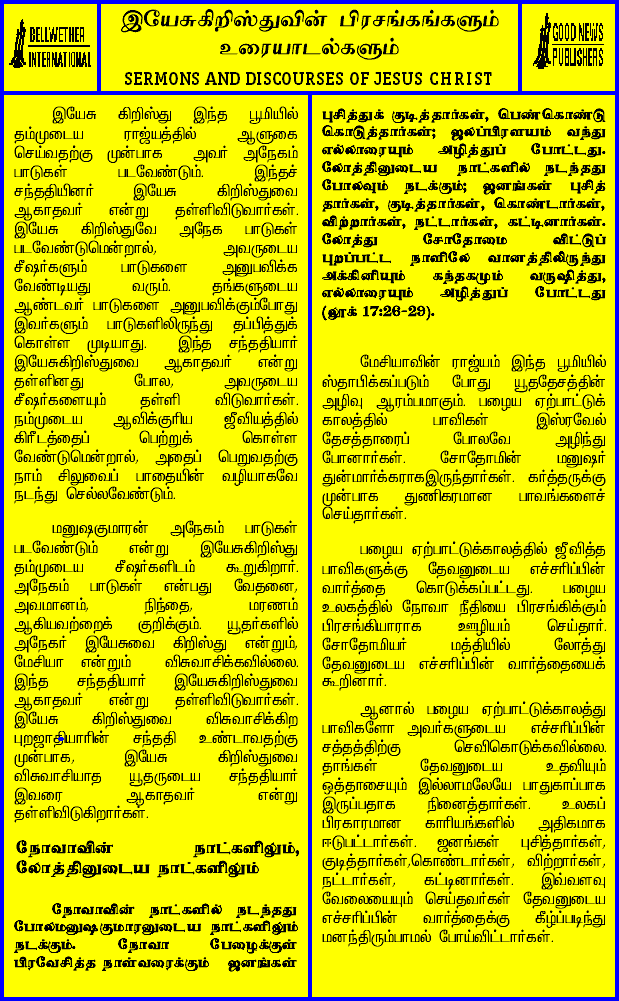 BELLWETHER
INTERNATIONAL
இயேசுகிறிஸ்துவின் பிரசங்கங்களும்
உரையாடல்களும்
SERMONS AND DISCOURSES OF JESUS CHRIST
GOOD NEWS
PUBLISHERS
இயேசு கிறிஸ்து இந்த பூமியில்
தம்முடைய ராஜ்யத்தில் ஆளுகை
செய்வதற்கு முன்பாக அவர் அநேகம்
பாடுகள் படவேண்டும். இந்தச்
சந்ததியினர் இயேசு கிறிஸ்துவை
ஆகாதவர் என்று தள்ளிவிடுவார்கள்.
இயேசு கிறிஸ்துவே அநேக பாடுகள்
படவேண்டுமென்றால், அவருடைய
சீஷர்களும் பாடுகளை அனுபவிக்க
வேண்டியது வரும். தங்களுடைய
ஆண்டவர் பாடுகளை அனுபவிக்கும்போது
இவர்களும் பாடுகளிலிருந்து தப்பித்துக்
கொள்ள முடியாது. இந்த சந்ததியார்
இயேசுகிறிஸ்துவை ஆகாதவர் என்று
தள்ளினது போல, அவருடைய
சீஷர்களையும் தள்ளி விடுவார்கள்.
நம்முடைய ஆவிக்குரிய ஜீவியத்தில்
கிரீடத்தைப் பெற்றுக் கொள்ள
வேண்டுமென்றால், அதைப் பெறுவதற்கு
நாம் சிலுவைப் பாதையின் வழியாகவே
நடந்து செல்லவேண்டும்.
மனுஷகுமாரன் அநேகம் பாடுகள்
படவேண்டும் என்று இயேசுகிறிஸ்து
தம்முடைய சீஷர்களிடம் கூறுகிறார்.
அநேகம் பாடுகள் என்பது வேதனை,
அவமானம், நிந்தை, மரணம்
ஆகியவற்றைக் குறிக்கும். யூதர்களில்
அநேகர் இயேசுவை கிறிஸ்து என்றும்,
மேசியா என்றும் விசுவாசிக்கவில்லை.
இந்த சந்ததியார் இயேசுகிறிஸ்துவை
ஆகாதவர் என்று தள்ளிவிடுவார்கள்.
இயேசு கிறிஸ்துவை விசுவாசிக்கிற
புறஜாதியாரின் சந்ததி உண்டாவதற்கு
முன்பாக, இயேசு கிறிஸ்துவை
விசுவாசியாத யூதருடைய சந்ததியார்
இவரை ஆகாதவர் என்று
தள்ளிவிடுகிறார்கள்.
நோவாவின் நாட்களிலும்,
லோத்தினுடைய நாட்களிலும்
நோவாவின் நாட்களில் நடந்தது
போலமனுஷகுமாரனுடைய நாட்களிலும்
நடக்கும். நோவா பேழைக்குள்
பிரவேசித்த நாள்வரைக்கும் ஜனங்கள்
புசித்துக் குடித்தார்கள், பெண்கொண்டு
கொடுத்தார்கள்; ஜலப்பிரளயம் வந்து
எல்லாரையும் அழித்துப் போட்டது.
லோத்தினுடைய நாட்களில் நடந்தது
போலவும் நடக்கும்; ஜனங்கள் புசித்
தார்கள், குடித்தார்கள், கொண்டார்கள்,
விற்றார்கள், நட்டார்கள், கட்டினார்கள்.
லோத்து சோதோமை விட்டுப்
புறப்பட்ட நாளிலே வானத்திலிருந்து
அக்கினியும் கந்தகமும் வருஷித்து,
எல்லாரையும் அழித்துப் போட்டது
(லூக் 17:26-29).
மேசியாவின் ராஜ்யம் இந்த பூமியில்
ஸ்தாபிக்கப்படும் போது யூததேசத்தின்
அழிவு ஆரம்பமாகும். பழைய ஏற்பாட்டுக்
காலத்தில் பாவிகள் இஸ்ரவேல்
தேசத்தாரைப் போலவே அழிந்து
போனார்கள். சோதோமின் மனுஷர்
துன்மார்க்கராகஇருந்தார்கள். கர்த்தருக்கு
முன்பாக துணிகரமான பாவங்களைச்
செய்தார்கள்.
பழைய ஏற்பாட்டுக்காலத்தில் ஜீவித்த
பாவிகளுக்கு தேவனுடைய எச்சரிப்பின்
வார்த்தை கொடுக்கப்பட்டது. பழைய
உலகத்தில் நோவா நீதியை பிரசங்கிக்கும்
பிரசங்கியாராக ஊழியம் செய்தார்.
சோதோமியர் மத்தியில் லோத்து
தேவனுடைய எச்சரிப்பின் வார்த்தையைக்
கூறினார்.
ஆனால் பழைய ஏற்பாட்டுக்காலத்து
பாவிகளோ அவர்களுடைய எச்சரிப்பின்
சத்தத்திற்கு செவிகொடுக்கவில்லை.
தாங்கள் தேவனுடைய உதவியும்
ஒத்தாசையும் இல்லாமலேயே பாதுகாப்பாக
இருப்பதாக நினைத்தார்கள். உலகப்
பிரகாரமான காரியங்களில் அதிகமாக
ஈடுபட்டார்கள். ஜனங்கள் புசித்தார்கள்,
குடித்தார்கள்,கொண்டார்கள், விற்றார்கள்,
நட்டார்கள், கட்டினார்கள். இவ்வளவு
வேலையையும் செய்தவர்கள் தேவனுடைய
எச்சரிப்பின் வார்த்தைக்கு கீழ்ப்படிந்து
மனந்திரும்பாமல் போய்விட்டார்கள்.